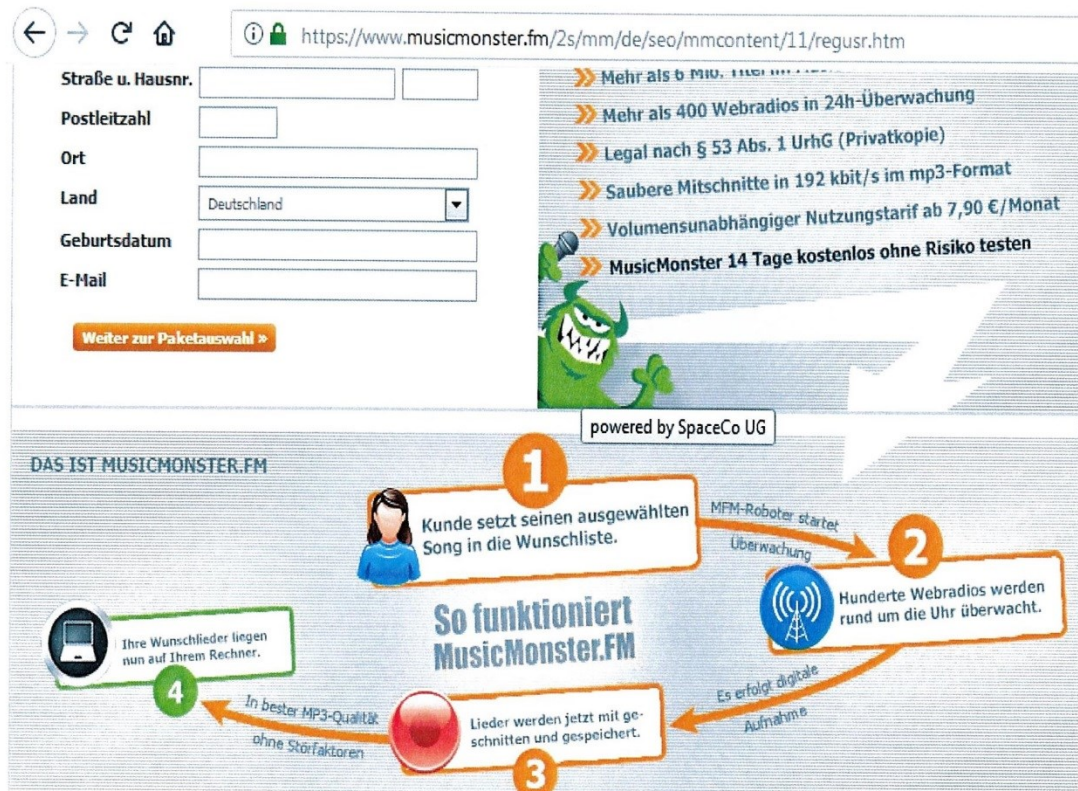 https://www.musicmonster.fm/2s/mm/de/seo/mmcontent/11/regusr.htm
Straße u. Hausnr.
Postleitzahl
Ort
Land
Deutschland
Geburtsdatum
E-Mail
Weiter zur Paketauswahl »
Mehr als 6 Mio. Titel im
Mehr als 400 Webradios in 24h-Überwachung
Legal nach § 53 Abs. 1 UrhG (Privatkopie)
Saubere Mitschnitte in 192 kbit/s im mp3-Format
Volumensunabhängiger Nutzungstarif ab 7,90 €/Monat
MusicMonster 14 Tage kostenlos ohne Risiko testen
powered by SpaceCo UG
DAS IST MUSICMONSTER.FM
1
Kunde setzt seinen ausgewählten
Song in die Wunschliste.
MFM-Roboter startet
Überwachung
2
Hunderte Webradios werden
rund um die Uhr überwacht.
So funktioniert
MusicMonster.FM
Es erfolgt digitale
Aufnahme
Lieder werden jetzt mit ge-
schnitten und gespeichert.
3
In bester MP3-Qualität
ohne Störfaktoren
Ihre Wunschlieder liegen
nun auf Ihrem Rechner.
4